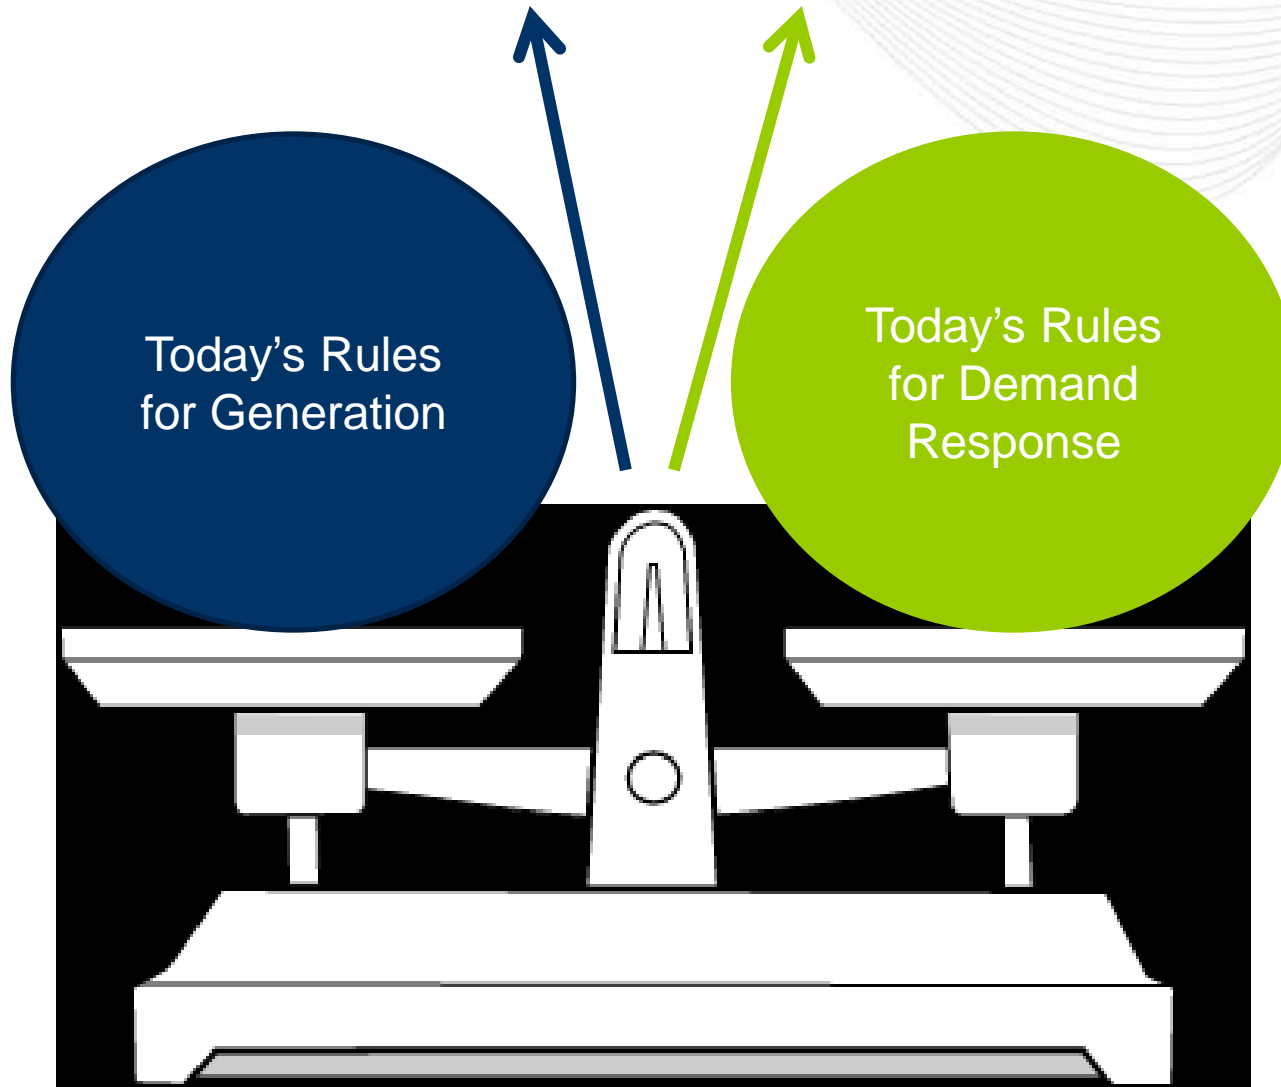 Today’s Rules
for Generation
Today’s Rules
for Demand
Response